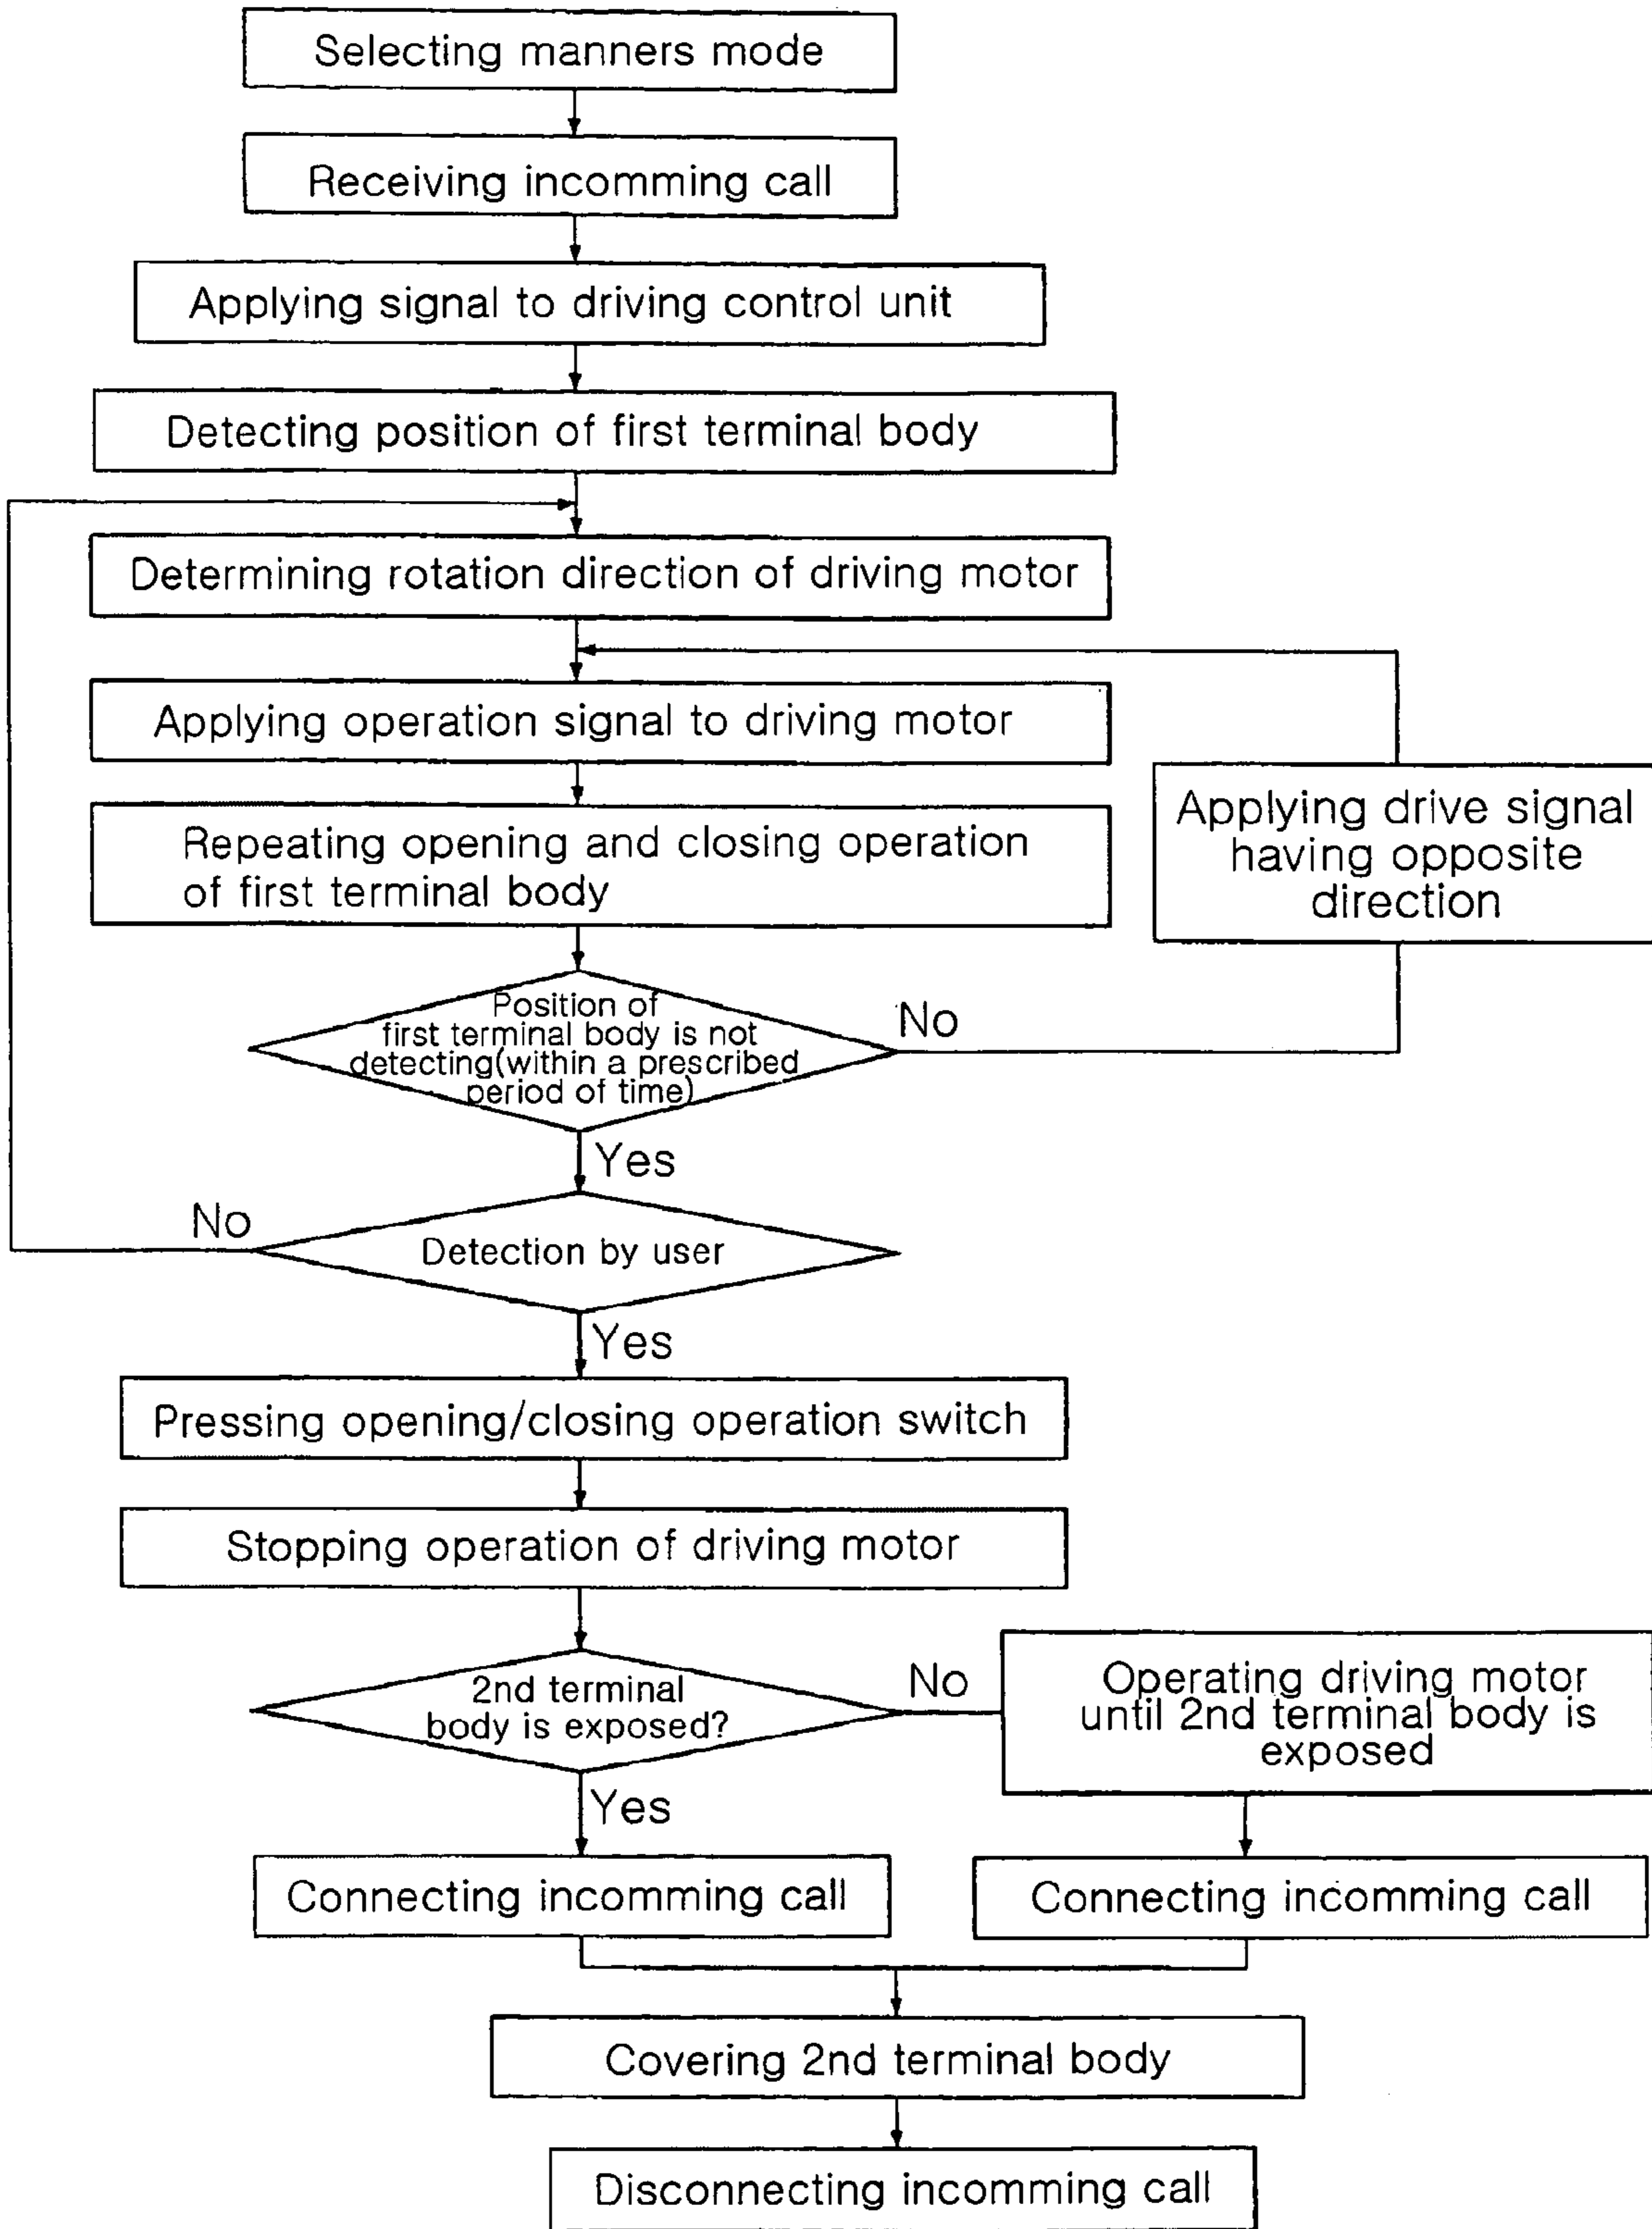 Selecting manners mode
Receiving incomming call
Applying signal to driving control unit
Detecting position of first terminal body
Determining rotation direction of driving motor
Applying operation signal to driving motor
Repeating opening and closing operation
of first terminal body
Applying drive signal
having opposite
direction
Position of
first terminal body is not
detecting(within a prescribed
period of time)
No
Yes
No
Detection by user
Yes
Pressing opening/closing operation switch
Stopping operation of driving motor
2nd terminal
body is exposed?
No
Operating driving motor
until 2nd terminal body is
exposed
Yes
Connecting incomming call
Connecting incomming call
Covering 2nd terminal body
Disconnecting incomming call